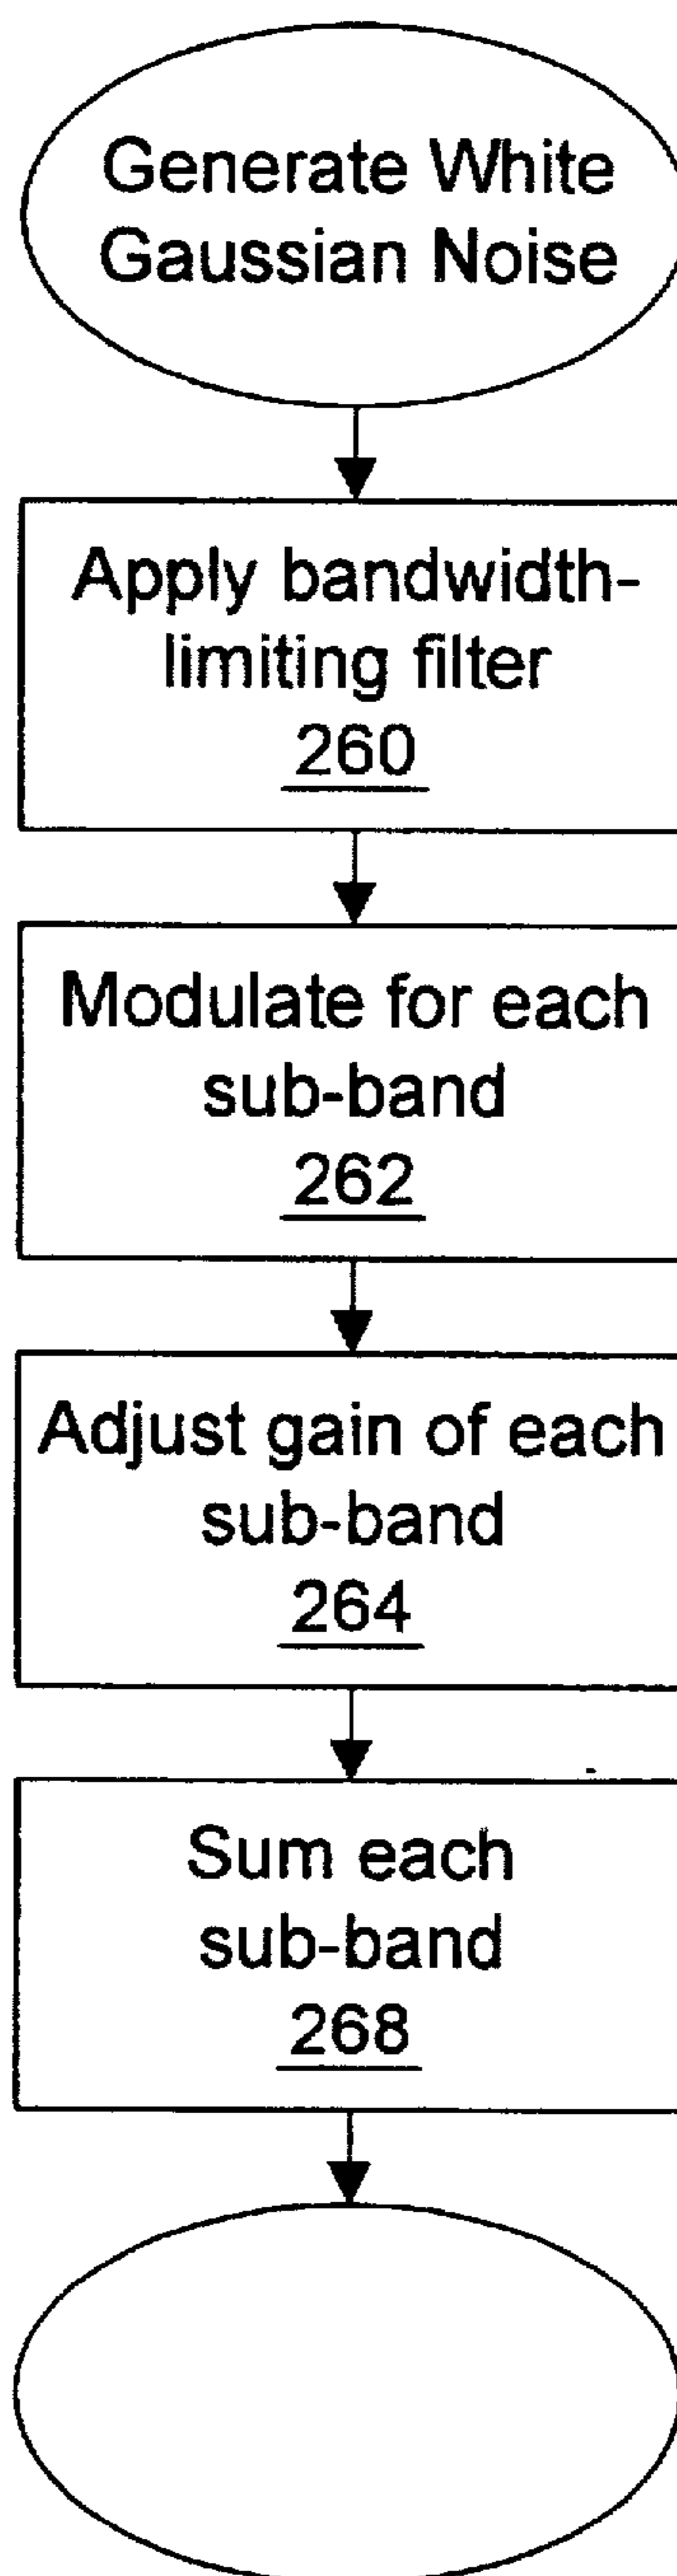 Generate White
Gaussian Noise
Apply bandwidth-
limiting filter
260
Modulate for each
sub-band
262
Adjust gain of each
sub-band
264
Sum each
sub-band
268